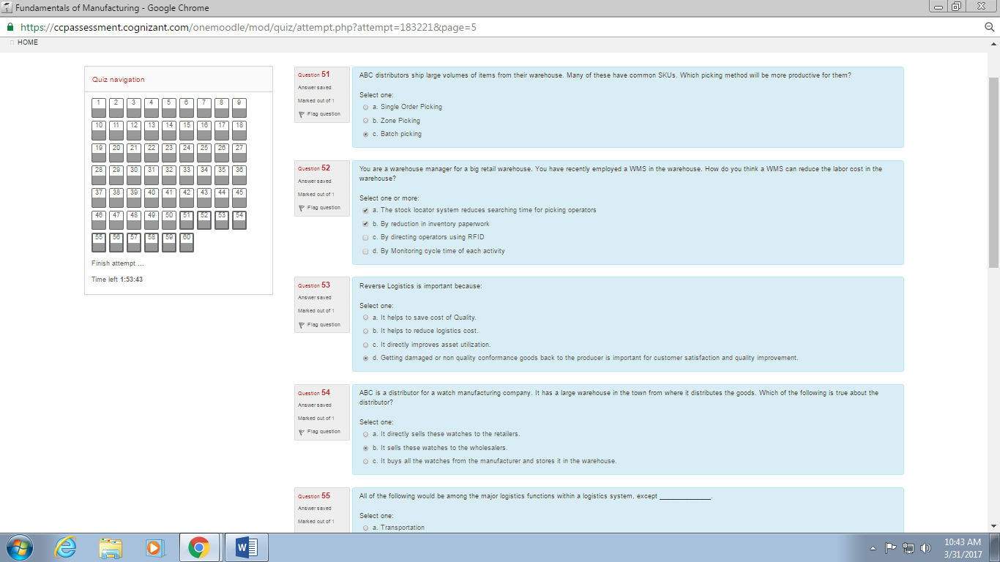 Fundamentals of Manufacturing - Google Chrome
https://ccpassessment.cognizant.com/onemoodle/mod/quiz/attempt.php?attempt=183221&page=5
HOME
Quiz navigation
1 2 3 4 5 6 7 8 9
10 11 12 13 14 15 16 17 18
19 20 21 22 23 24 25 26 27
28 29 30 31 32 33 34 35 36
37 38 39 40 41 42 43 44 45
46 47 48 49 50 51 52 53 54
55 56 57 58 59 60
Finish attempt ...
Time left 1:53:43
Question 51
Answer saved
Marked out of 1
Flag question
ABC distributors ship large volumes of items from their warehouse. Many of these have common SKUs. Which picking method will be more productive for them?
Select one:
a. Single Order Picking
b. Zone Picking
c. Batch picking
Question 52
Answer saved
Marked out of 1
Flag question
You are a warehouse manager for a big retail warehouse. You have recently employed a WMS in the warehouse. How do you think a WMS can reduce the labor cost in the
warehouse?
Select one or more:
a. The stock locator system reduces searching time for picking operators
b. By reduction in inventory paperwork
c. By directing operators using RFID
d. By Monitoring cycle time of each activity
Question 53
Answer saved
Marked out of 1
Flag question
Reverse Logistics is important because:
Select one:
a. It helps to save cost of Quality.
b. It helps to reduce logistics cost.
c. It directly improves asset utilization.
d. Getting damaged or non quality conformance goods back to the producer is important for customer satisfaction and quality improvement.
Question 54
Answer saved
Marked out of 1
Flag question
ABC is a distributor for a watch manufacturing company. It has a large warehouse in the town from where it distributes the goods. Which of the following is true about the
distributor?
Select one:
a. It directly sells these watches to the retailers.
b. It sells these watches to the wholesalers.
c. It buys all the watches from the manufacturer and stores it in the warehouse.
Question 55
Answer saved
Marked out of 1
All of the following would be among the major logistics functions within a logistics system, except ______________.
Select one:
a. Transportation
10:43 AM
3/31/2017